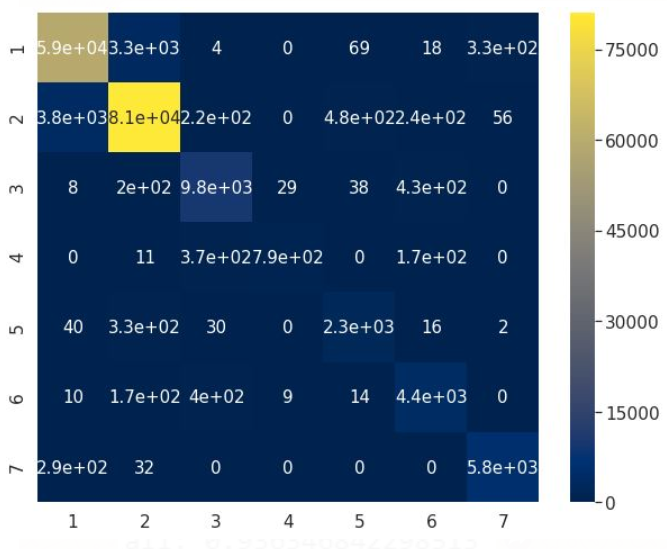 1 5.9e+04 3.3e+03 4 0 69 18 3.3e+02
2 3.8e+03 8.1e+04 2.2e+02 0 4.8e+02 2.4e+02 56
3 8 2e+02 9.8e+03 29 38 4.3e+02 0
4 0 11 3.7e+02 7.9e+02 0 1.7e+02 0
5 40 3.3e+02 30 0 2.3e+03 16 2
6 10 1.7e+02 4e+02 9 14 4.4e+03 0
7 2.9e+02 32 0 0 0 0 5.8e+03
1 2 3 4 5 6 7
75000
60000
45000
30000
15000
0